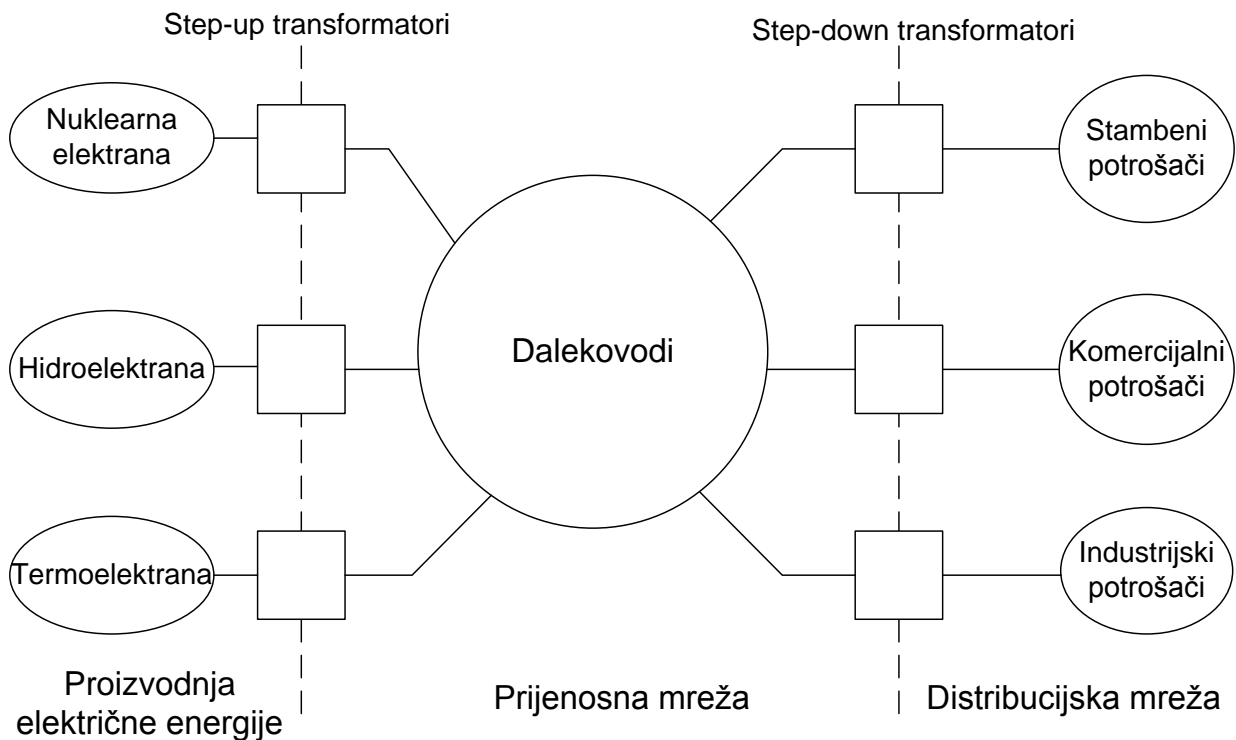 Step-up transformatori
Step-down transformatori
Nuklearna
elektrana
Stambeni
potrošači
Hidroelektrana
Dalekovodi
Komercijalni
potrošači
Termoelektrana
Industrijski
potrošači
Proizvodnja
električne energije
Prijenosna mreža
Distribucijska mreža